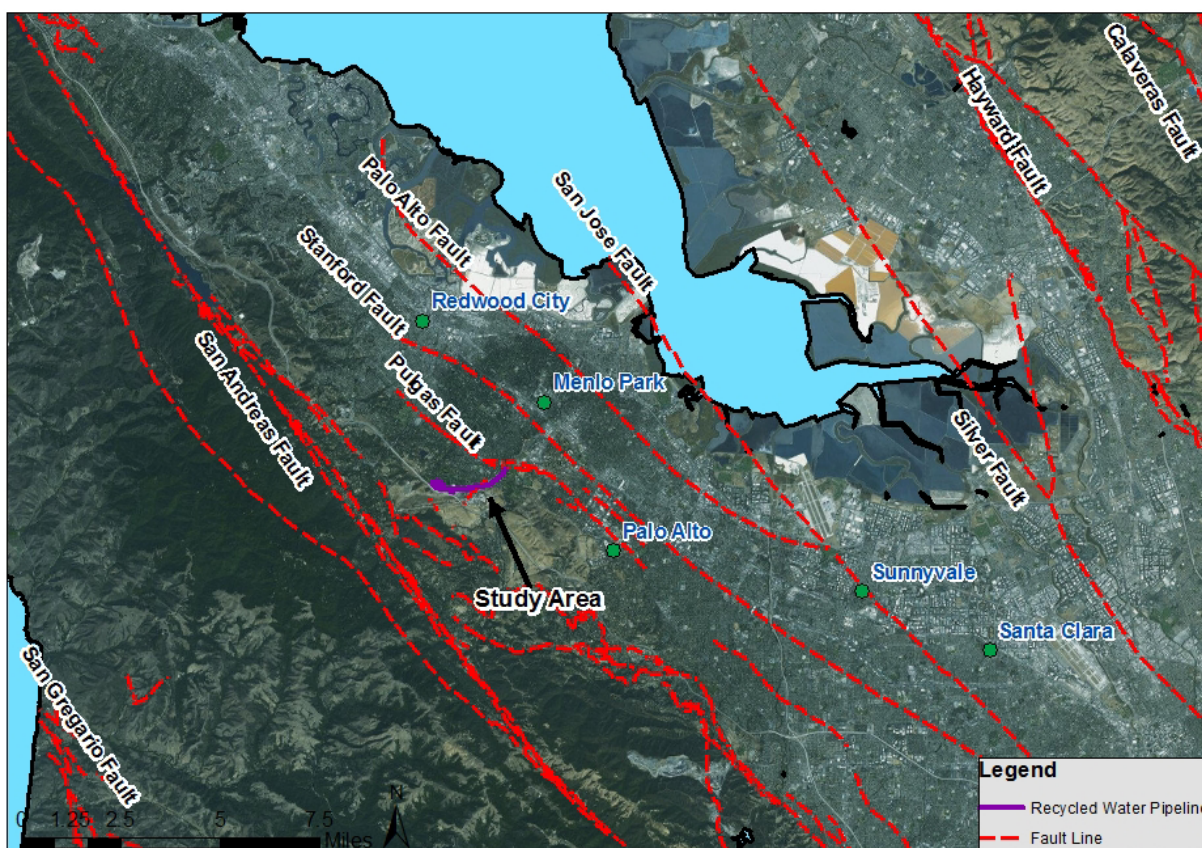 Calaveras Fault
Hayward Fault
Palo Alto Fault
San Jose Fault
Stanford Fault
Redwood City
San Andreas Fault
Menlo Park
Pulgas Fault
Silver Fault
Palo Alto
Sunnyvale
Study Area
Santa Clara
San Gregario Fault
Legend
Recycled Water Pipeline
Fault Line
N
0 1.25 2.5 5 7.5
Miles